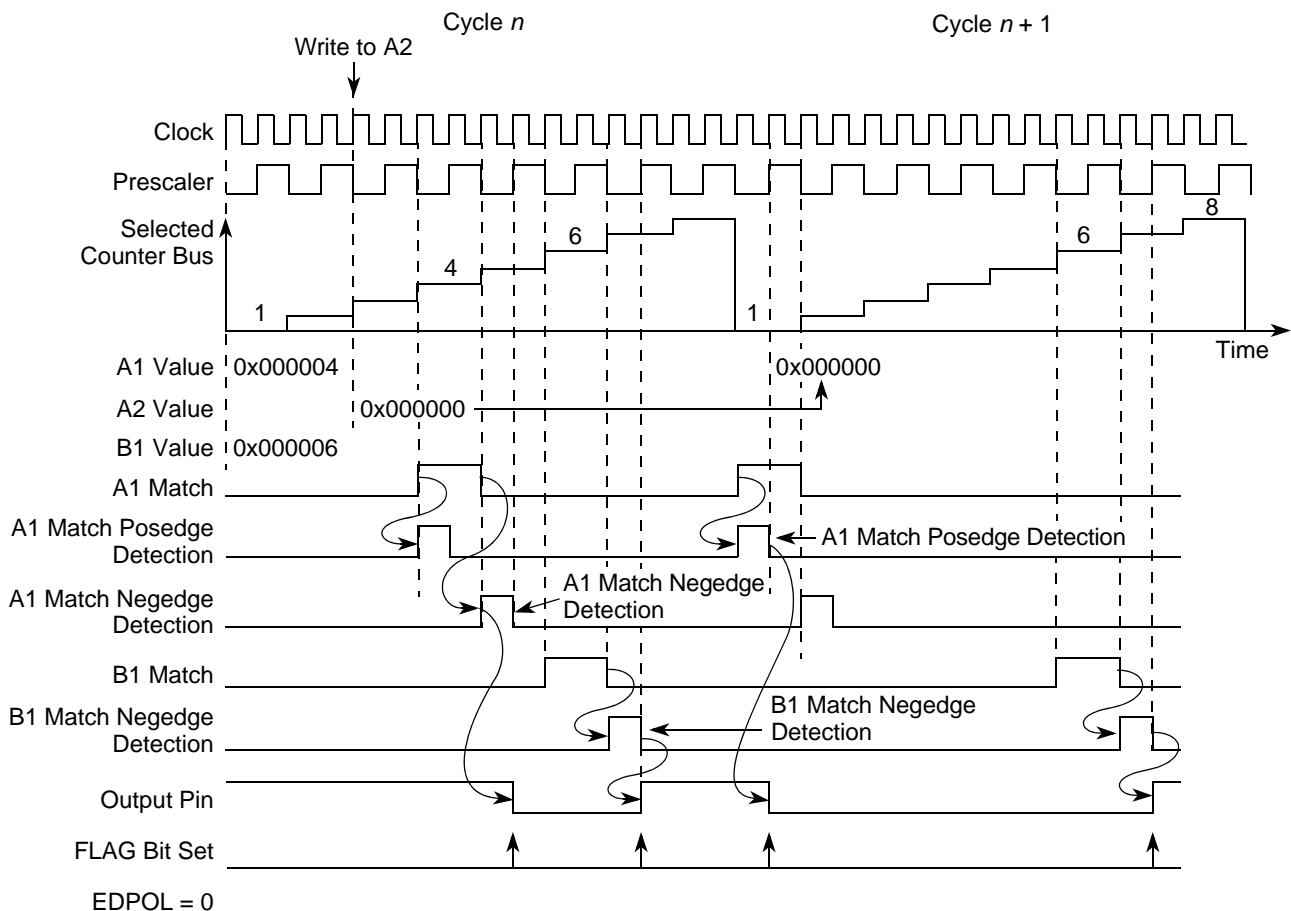 Cycle n
Cycle n + 1
Write to A2
Clock
Prescaler
Selected
Counter Bus
1
4
6
1
6
8
Time
A1 Value
0x000004
0x000000
A2 Value
0x000000
B1 Value
0x000006
A1 Match
A1 Match Posedge
Detection
A1 Match Posedge Detection
A1 Match Negedge
Detection
A1 Match Negedge
Detection
B1 Match
B1 Match Negedge
Detection
B1 Match Negedge
Detection
Output Pin
FLAG Bit Set
EDPOL = 0